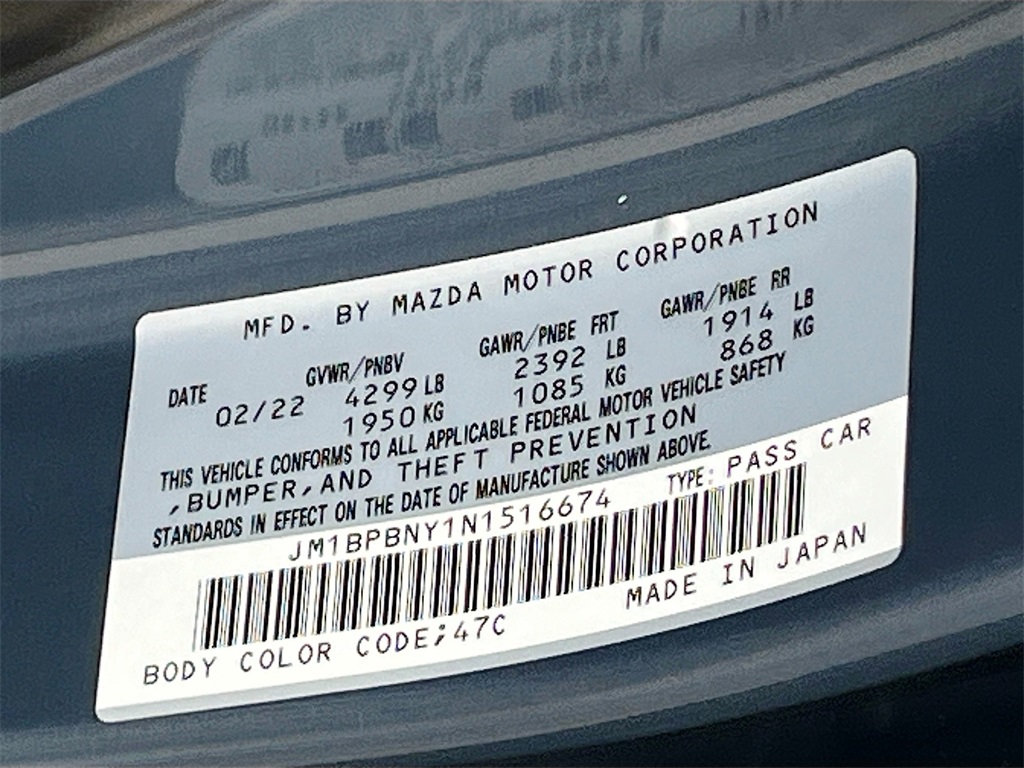 MFD. BY MAZDA MOTOR CORPORATION
DATE GVWR/PNBV GAWR/PNBE FRT GAWR/PNBE RR
02/22 4299 LB 2392 LB 1914 LB
1950 KG 1085 KG 868 KG
THIS VEHICLE CONFORMS TO ALL APPLICABLE FEDERAL MOTOR VEHICLE SAFETY
,BUMPER,AND THEFT PREVENTION
STANDARDS IN EFFECT ON THE DATE OF MANUFACTURE SHOWN ABOVE.
JM1BPBNY1N1516674 TYPE: PASS CAR
BODY COLOR CODE;47C MADE IN JAPAN